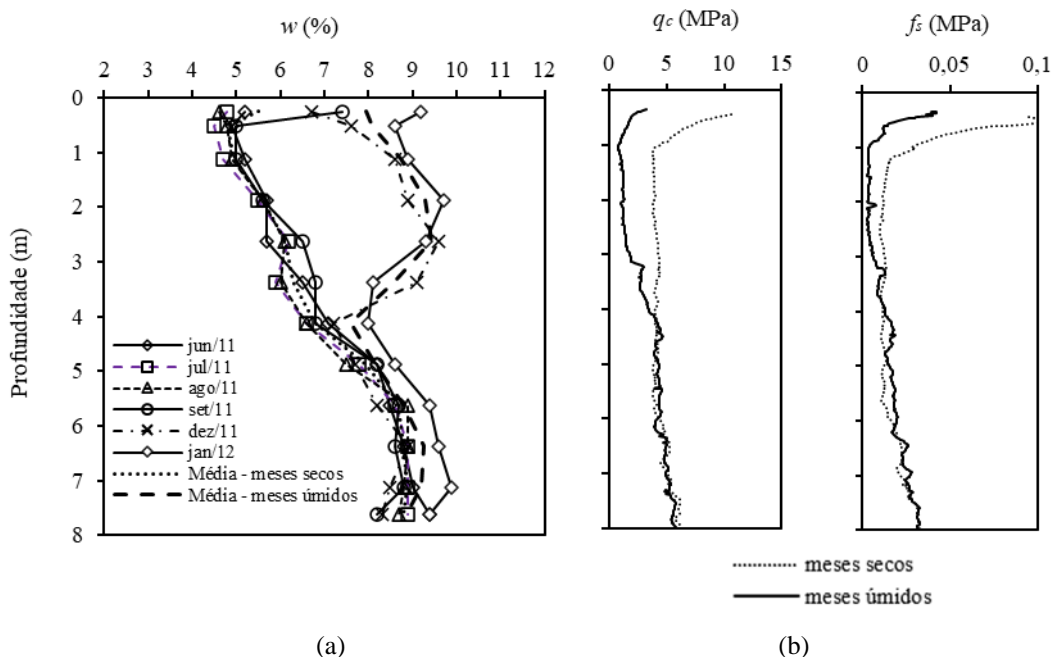 w (%)
2 3 4 5 6 7 8 9 10 11 12
0
1
2
3
4
5
6
7
8
Profundidade (m)
jun/11
jul/11
ago/11
set/11
dez/11
jan/12
Média - meses secos
Média - meses úmidos
(a)
qc (MPa)
0 5 10 15
fs (MPa)
0 0,05 0,1
meses secos
meses úmidos
(b)